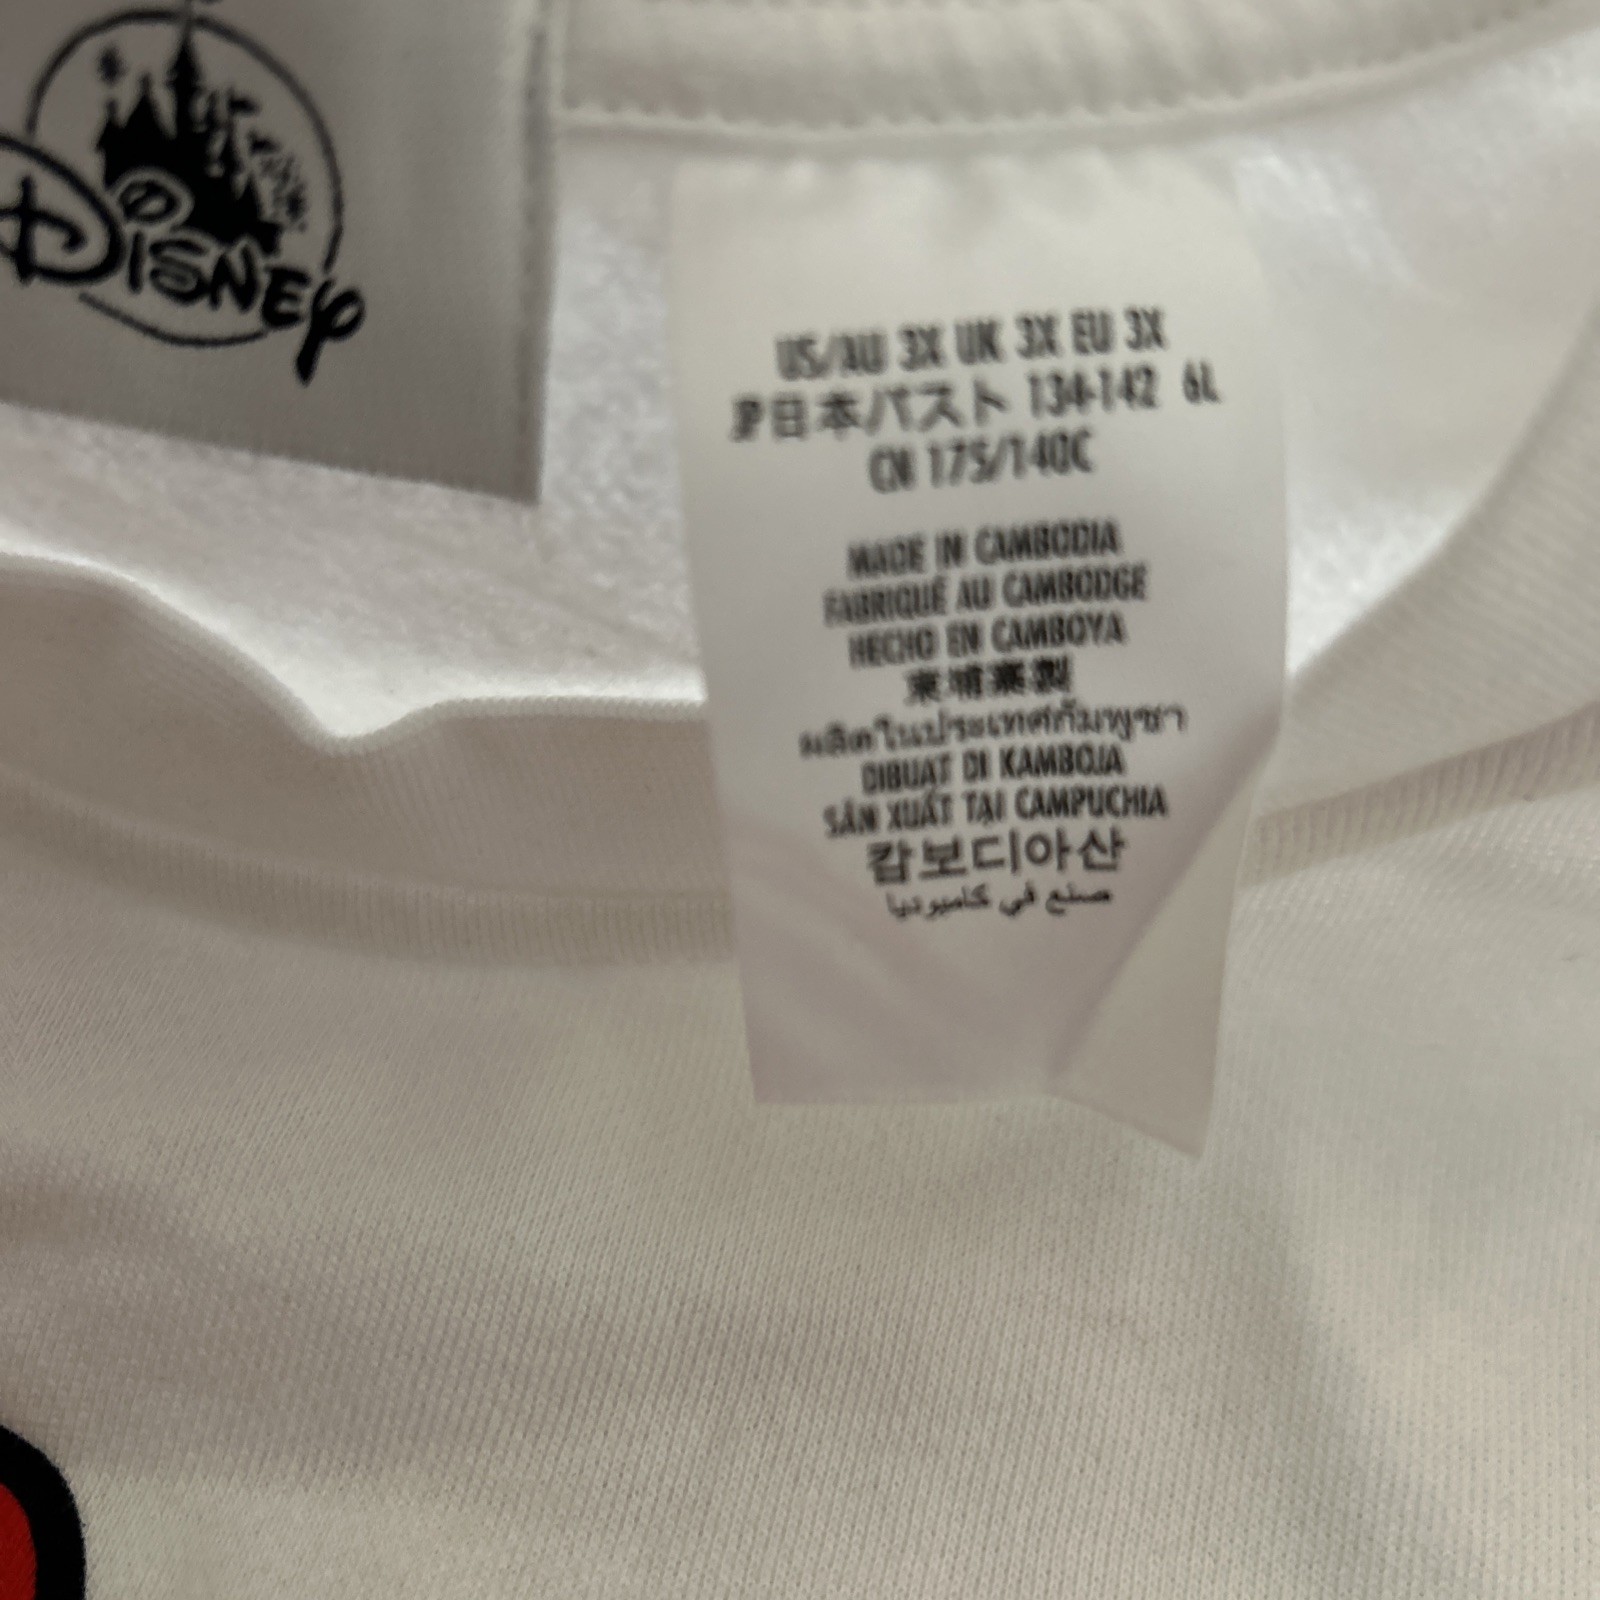 Disney
US/AU 3X UK 3X EU 3X
JP日本バスト 134-142 6L
CN 175/140C
MADE IN CAMBODIA
FABRIQUÉ AU CAMBODGE
HECHO EN CAMBOYA
柬埔寨製
ผลิตในประเทศกัมพูชา
DIBUAT DI KAMBOJA
SẢN XUẤT TẠI CAMPUCHIA
캄보디아산
صنع في كامبوديا